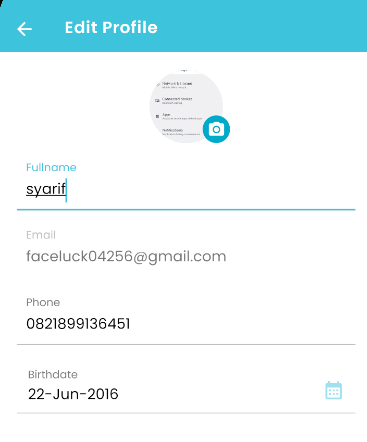 Edit Profile
Fullname
syarif
Email
faceluck04256@gmail.com
Phone
0821899136451
Birthdate
22-Jun-2016